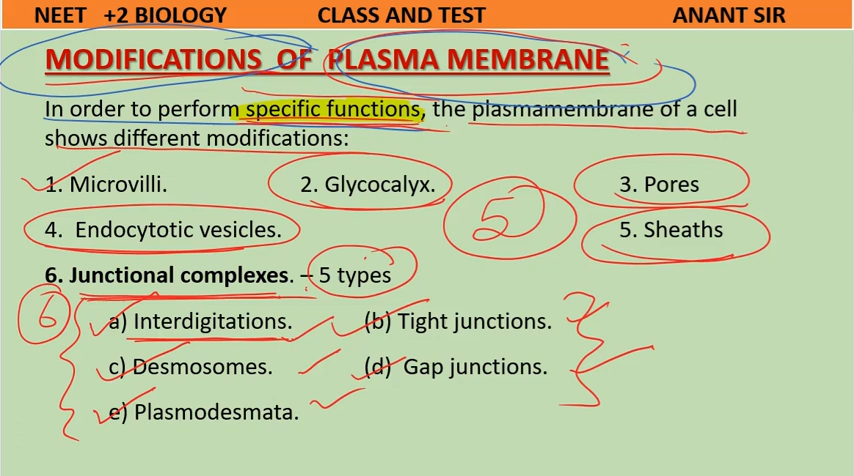 NEET +2 BIOLOGY CLASS AND TEST ANANT SIR
MODIFICATIONS OF PLASMA MEMBRANE
In order to perform specific functions, the plasmamembrane of a cell
shows different modifications:
1. Microvilli. 2. Glycocalyx. 3. Pores
4. Endocytotic vesicles. 5. Sheaths
5
6. Junctional complexes. – 5 types
6
a) Interdigitations. (b) Tight junctions.
c) Desmosomes. (d) Gap junctions.
e) Plasmodesmata.